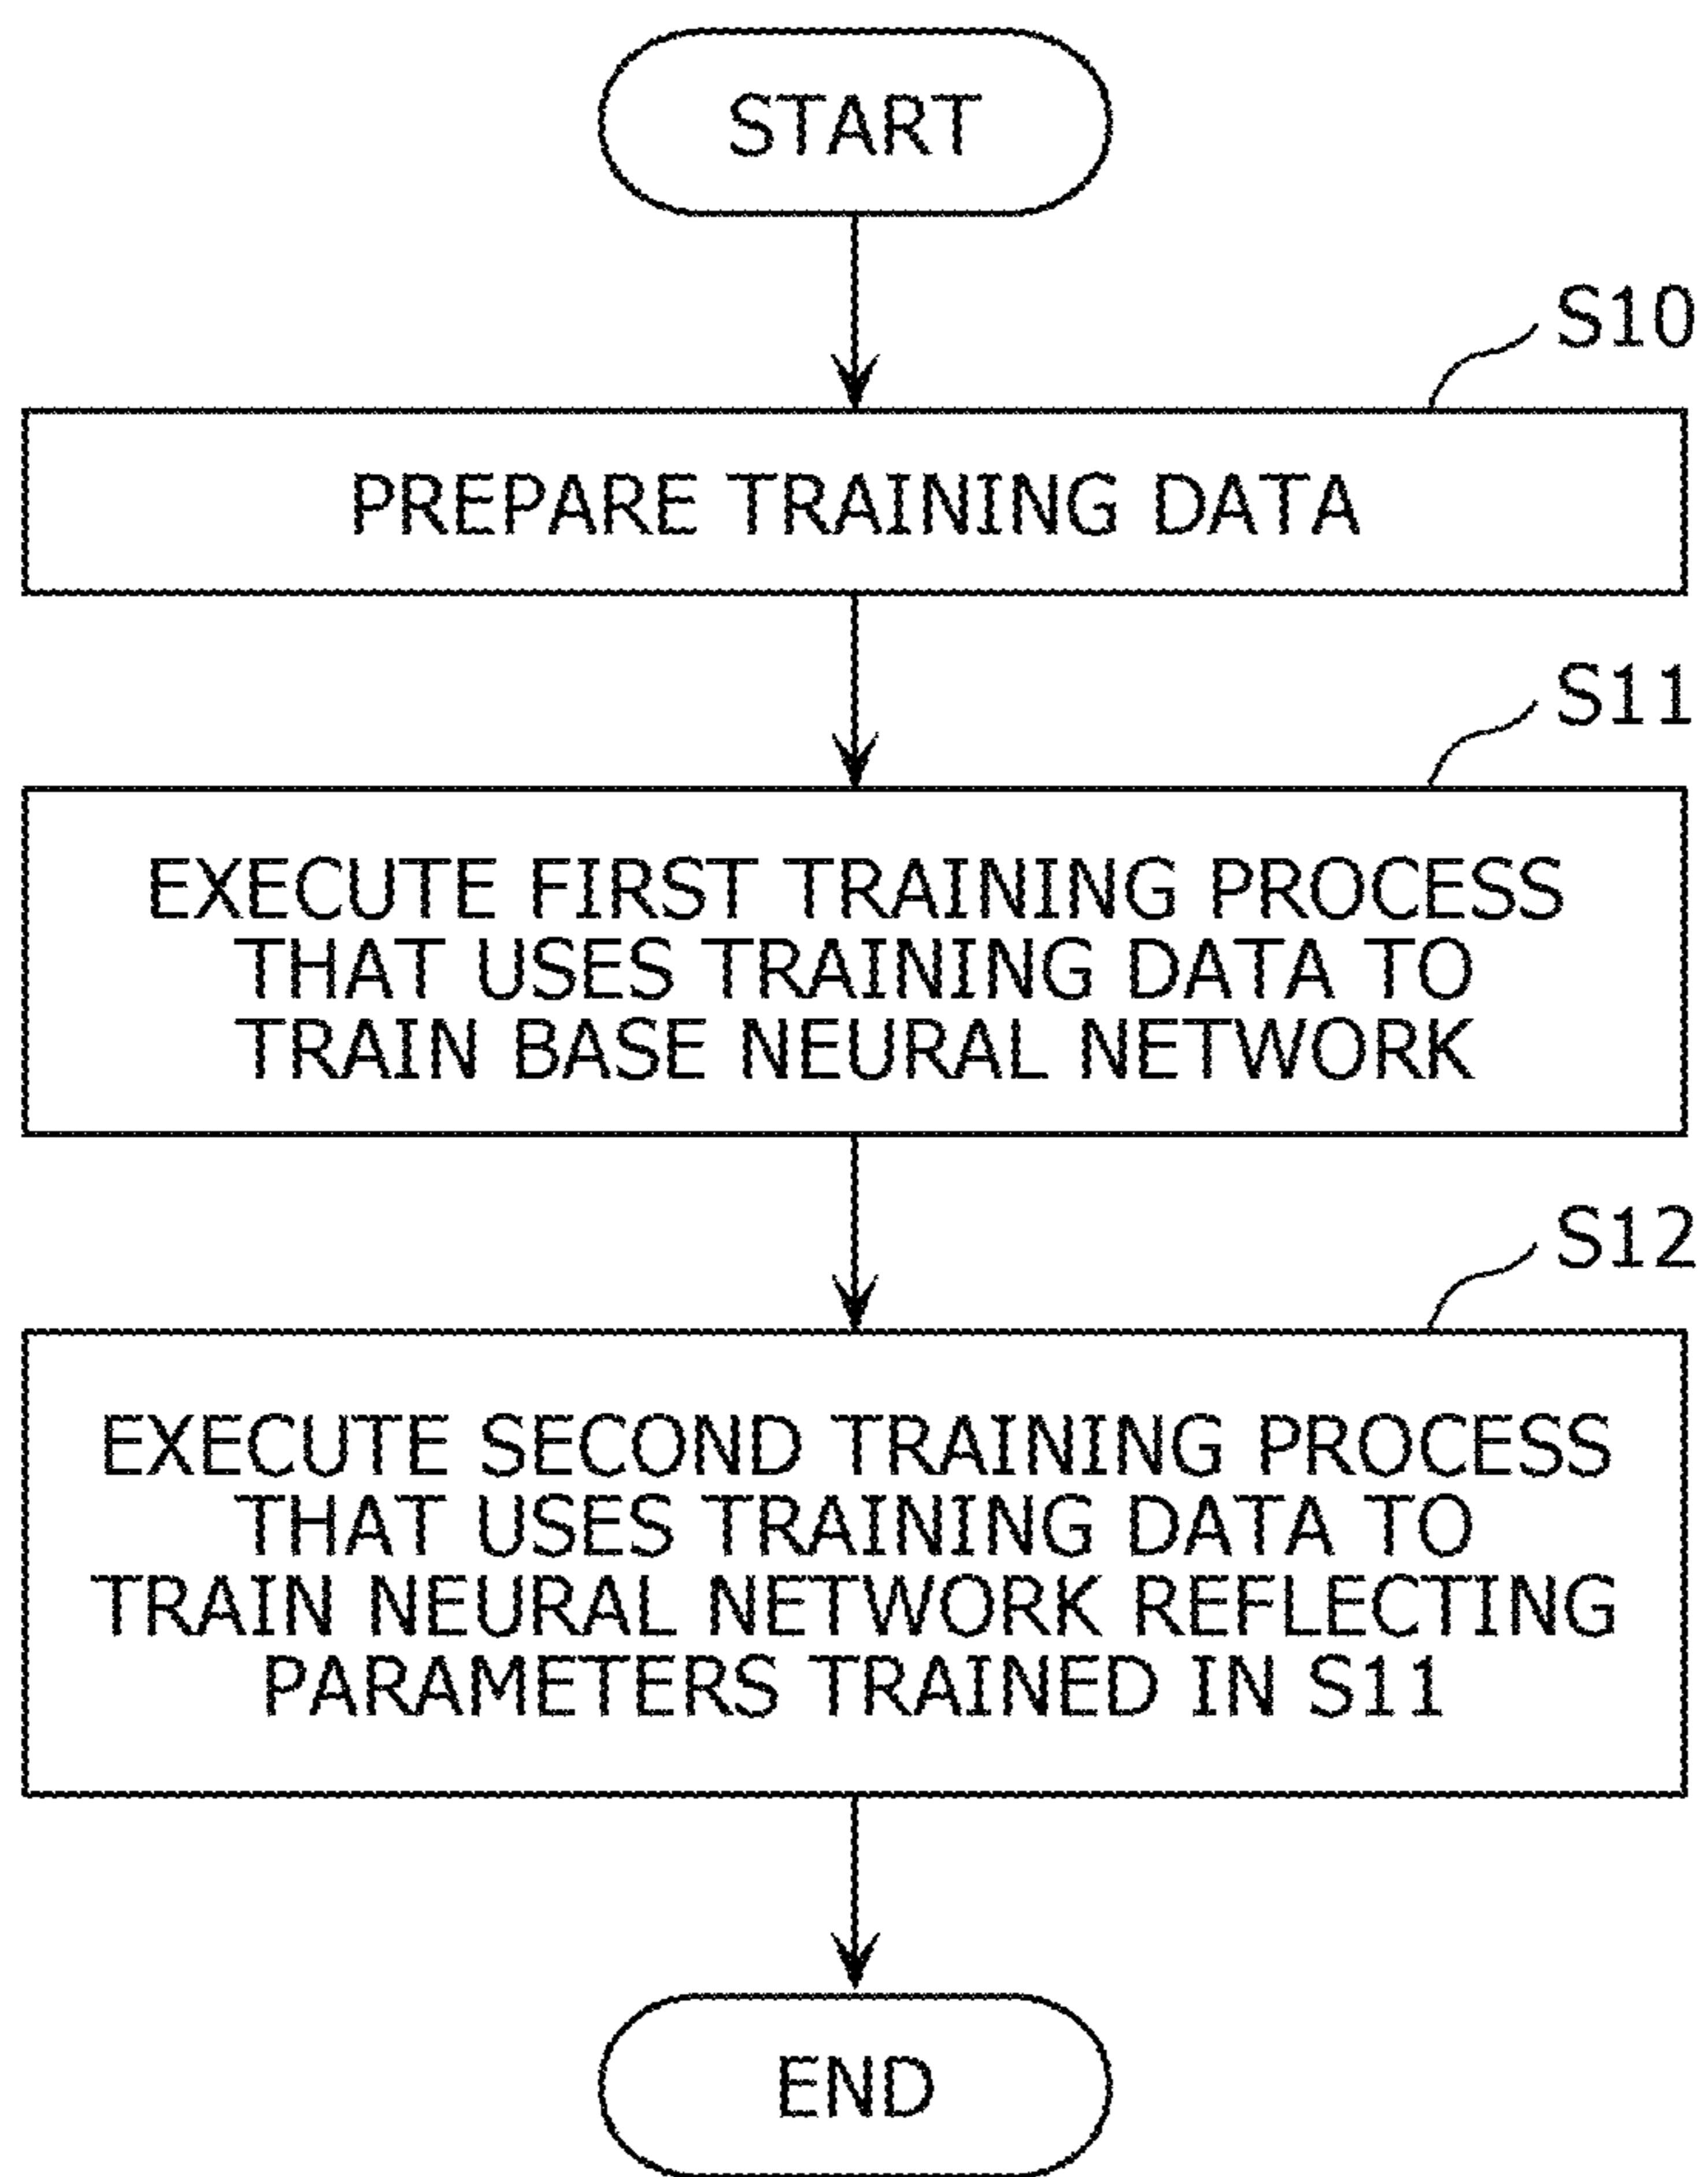 START
S10
PREPARE TRAINING DATA
S11
EXECUTE FIRST TRAINING PROCESS
THAT USES TRAINING DATA TO
TRAIN BASE NEURAL NETWORK
S12
EXECUTE SECOND TRAINING PROCESS
THAT USES TRAINING DATA TO
TRAIN NEURAL NETWORK REFLECTING
PARAMETERS TRAINED IN S11
END